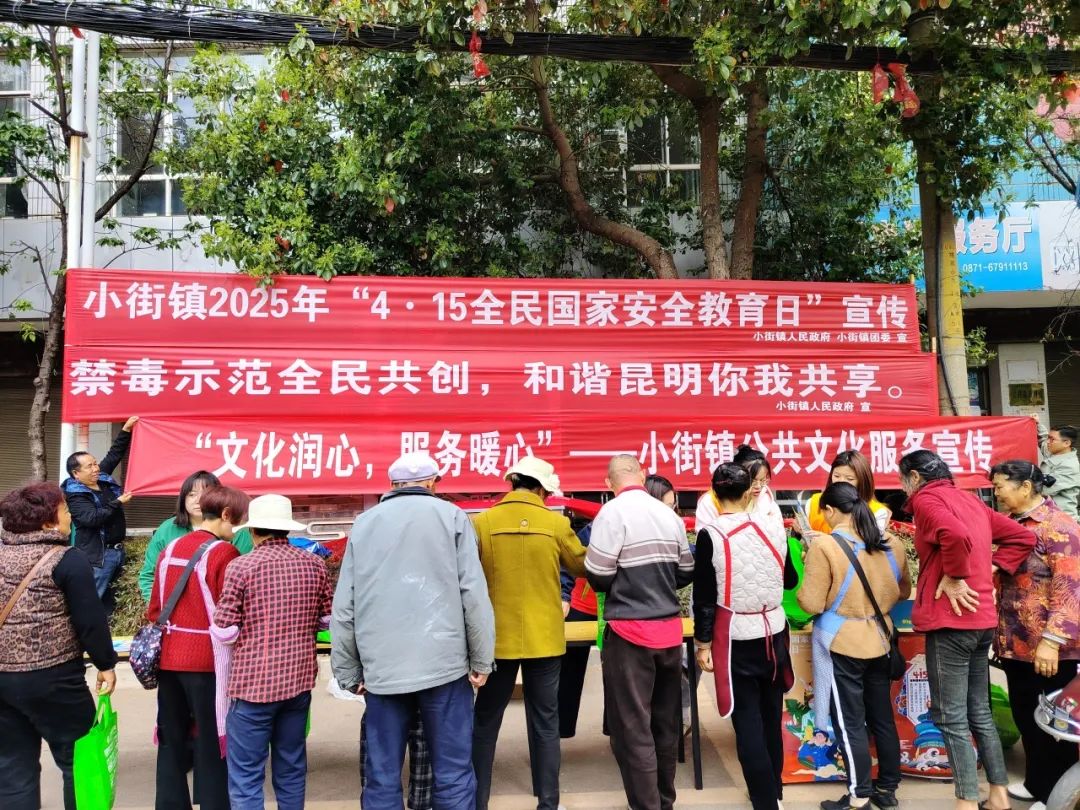 小街镇2025年“4·15全民国家安全教育日”宣传
小街镇人民政府 小街镇团委 宣
禁毒示范全民共创，和谐昆明你我共享。
小街镇人民政府 宣
“文化润心，服务暖心”——小街镇公共文化服务宣传
服务厅
0871-67911113
415